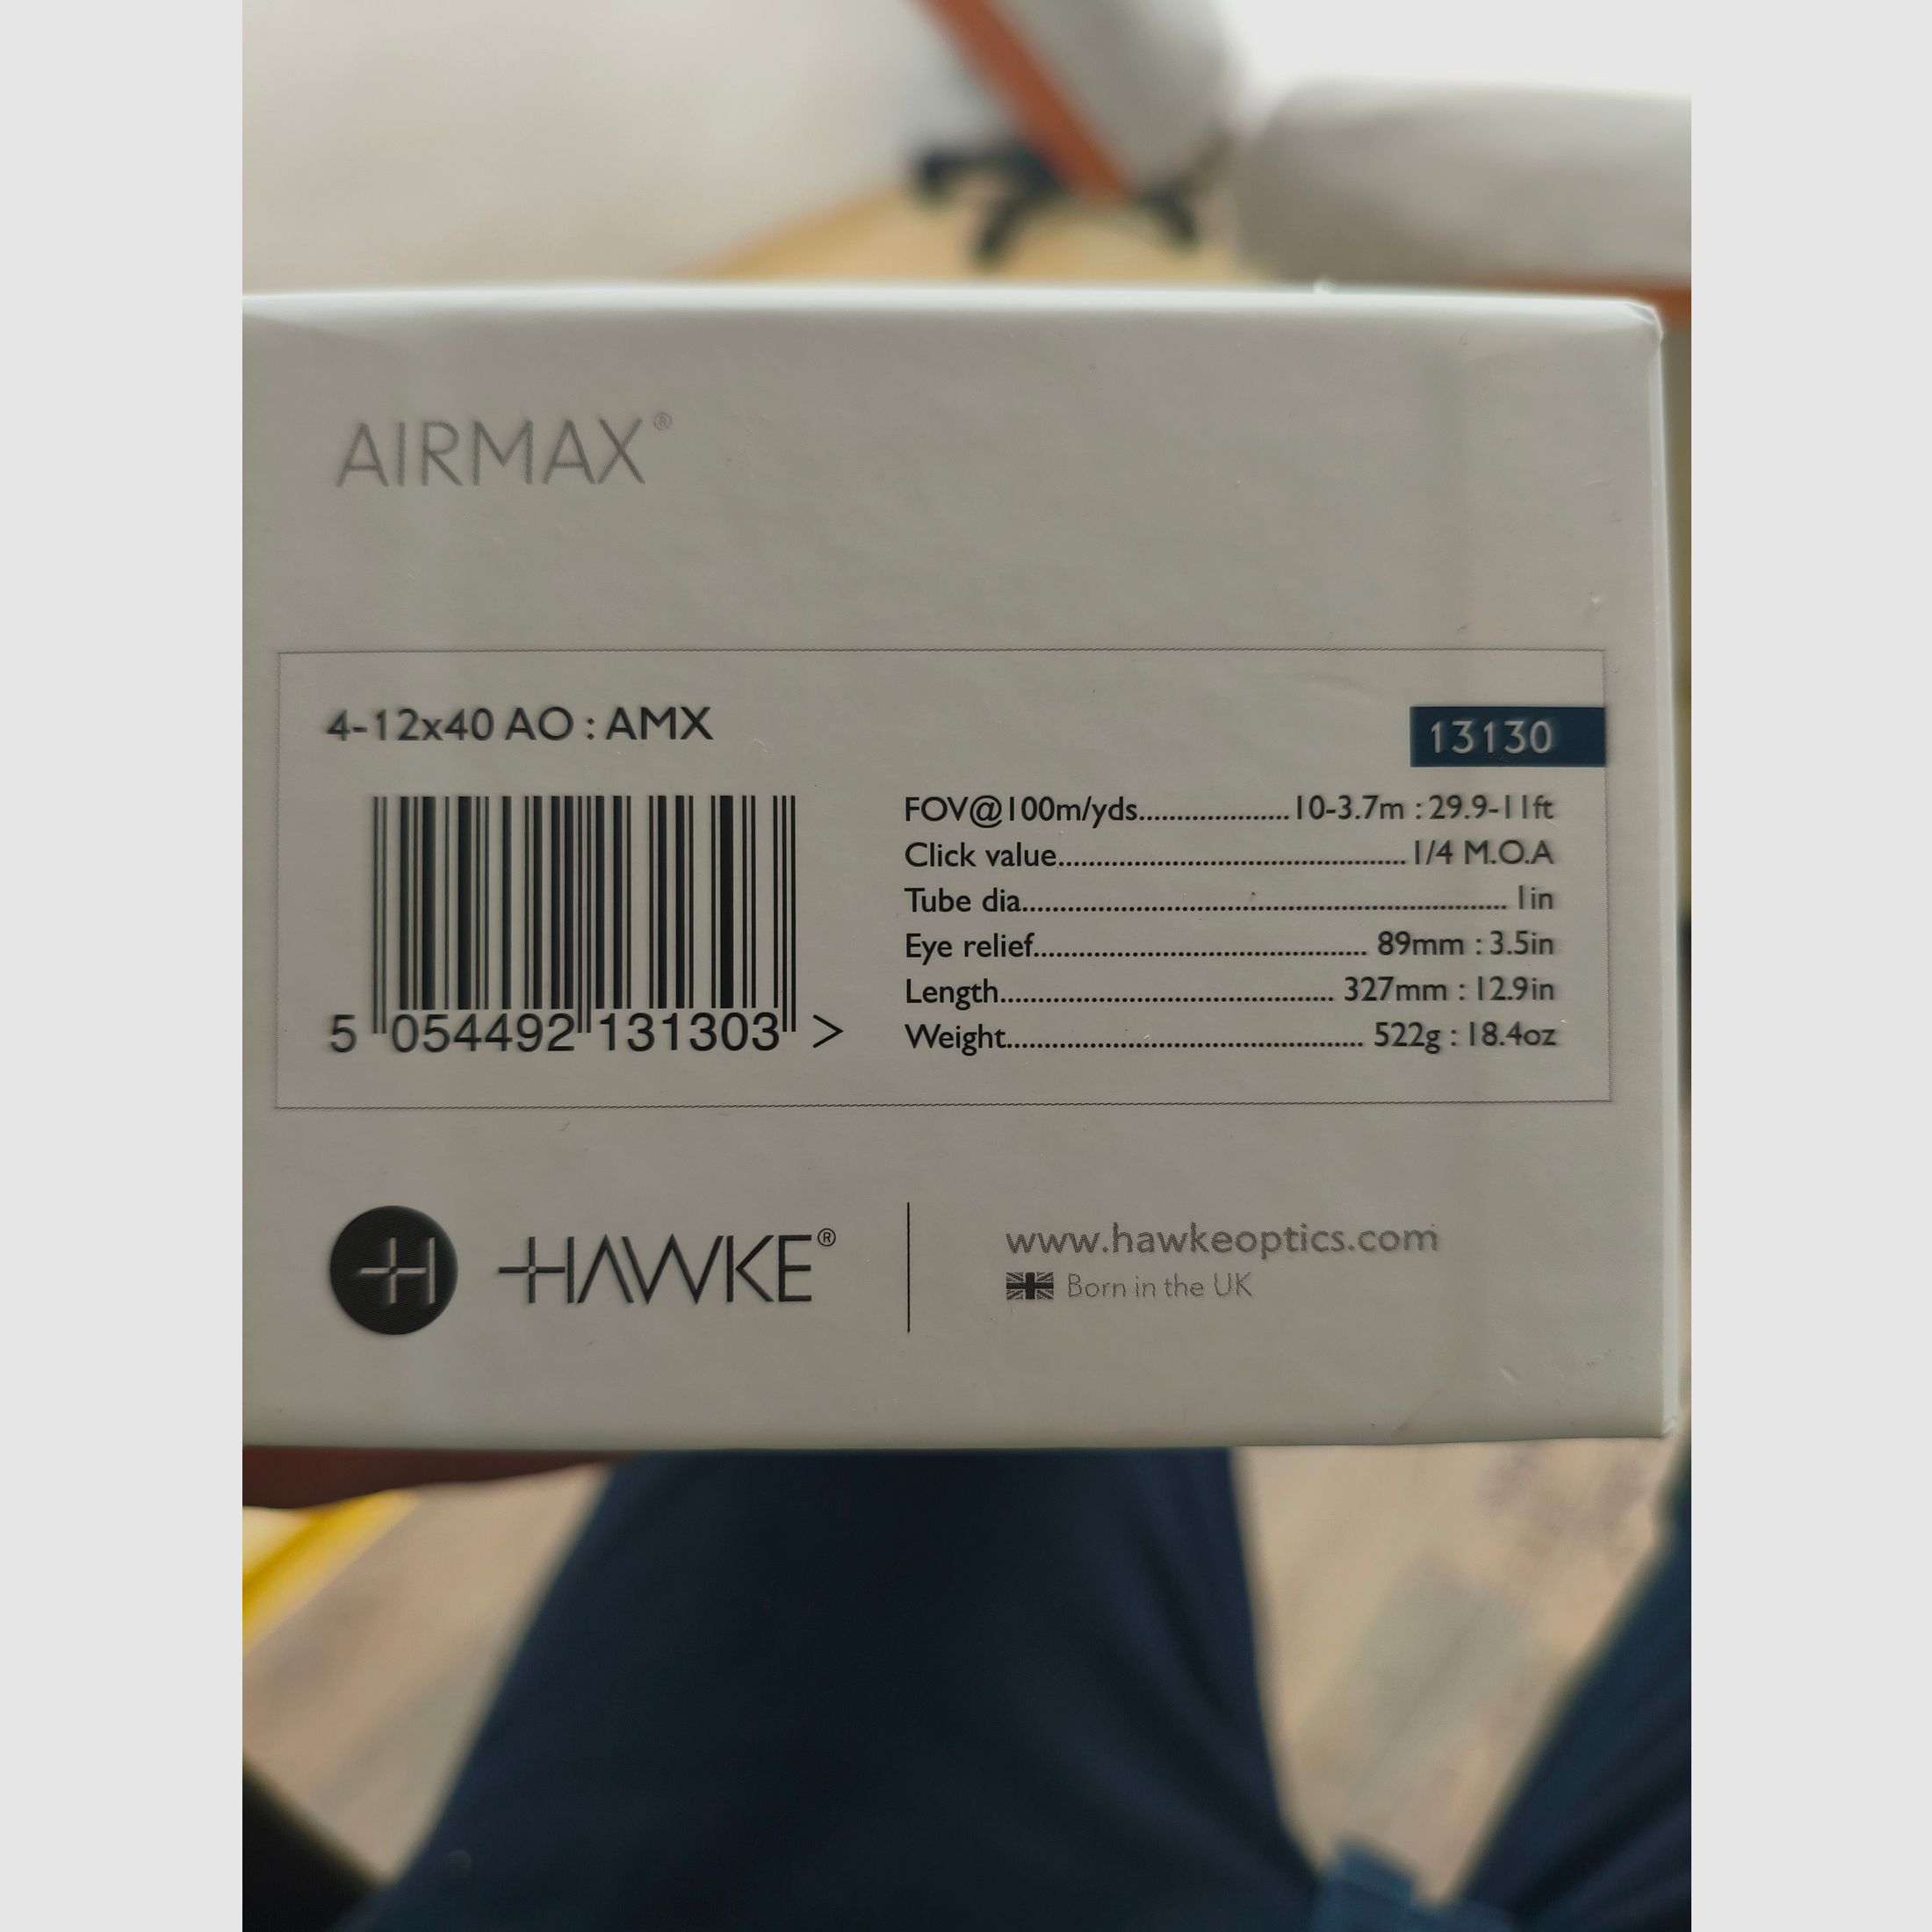 AIRMAX®
4-12x40 AO : AMX
13130
FOV@100m/yds...................10-3.7m : 29.9-11ft
Click value..............................................1/4 M.O.A
Tube dia................................................................ 1in
Eye relief............................................ 89mm : 3.5in
Length............................................ 327mm : 12.9in
Weight............................................... 522g : 18.4oz
5 054492 131303 >
HAWKE®
www.hawkeoptics.com
Born in the UK